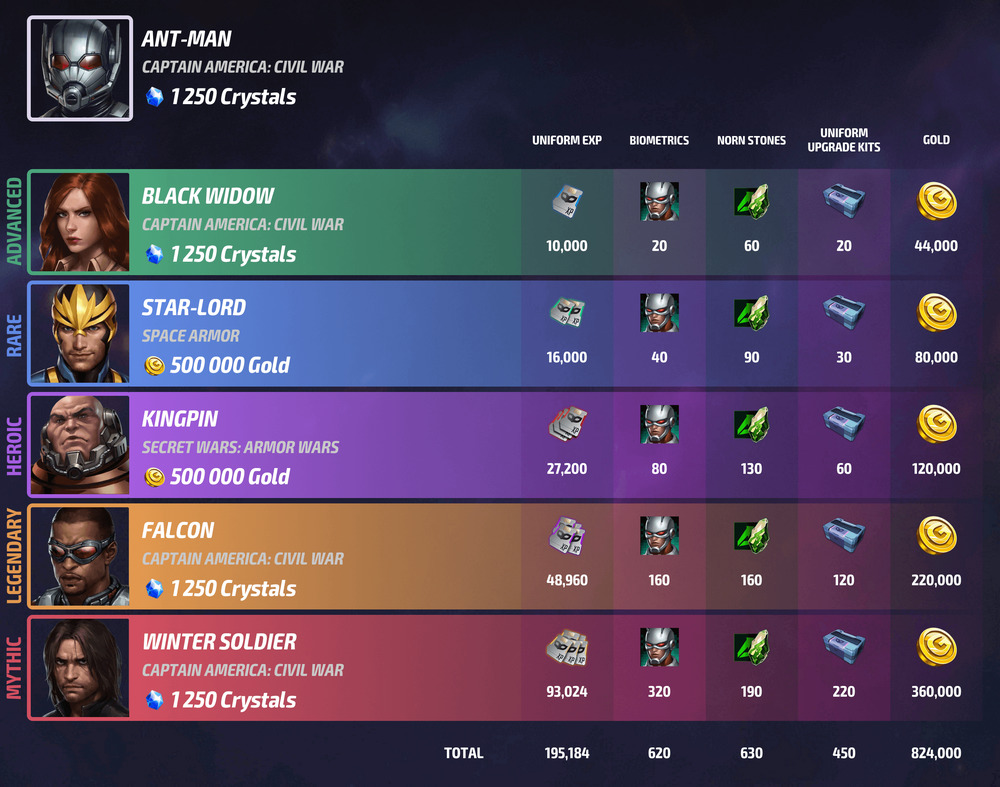 ANT-MAN
CAPTAIN AMERICA: CIVIL WAR
1 250 Crystals
UNIFORM EXP BIOMETRICS NORN STONES UNIFORM UPGRADE KITS GOLD
ADVANCED
BLACK WIDOW
CAPTAIN AMERICA: CIVIL WAR
1 250 Crystals
10,000 20 60 20 44,000
RARE
STAR-LORD
SPACE ARMOR
500 000 Gold
16,000 40 90 30 80,000
HEROIC
KINGPIN
SECRET WARS: ARMOR WARS
500 000 Gold
27,200 80 130 60 120,000
LEGENDARY
FALCON
CAPTAIN AMERICA: CIVIL WAR
1 250 Crystals
48,960 160 160 120 220,000
MYTHIC
WINTER SOLDIER
CAPTAIN AMERICA: CIVIL WAR
1 250 Crystals
93,024 320 190 220 360,000
TOTAL 195,184 620 630 450 824,000